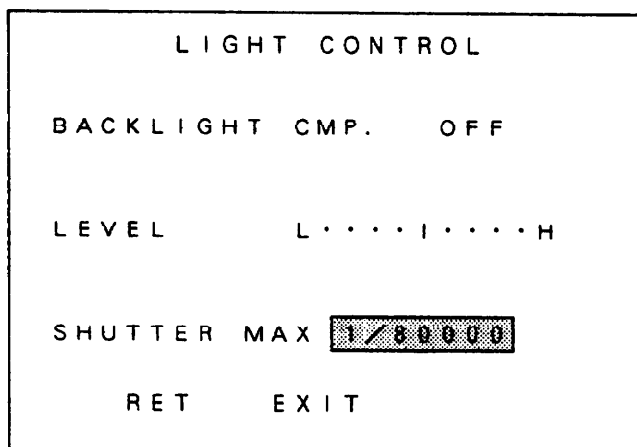 LIGHT CONTROL
BACKLIGHT CMP. OFF
LEVEL L····I····H
SHUTTER MAX 1/80000
RET EXIT